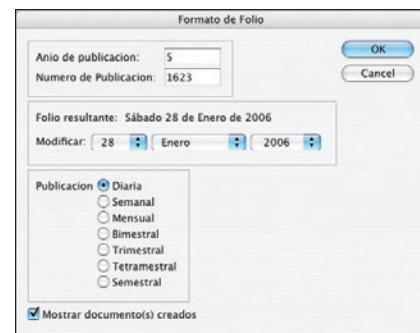 Formato de Folio
Anio de publicacion: 5
Numero de Publicacion: 1623
OK
Cancel
Folio resultante: Sábado 28 de Enero de 2006
Modificar: 28 Enero 2006
Publicacion Diaria
Semanal
Mensual
Bimestral
Trimestral
Tetramestral
Semestral
Mostrar documento(s) creados